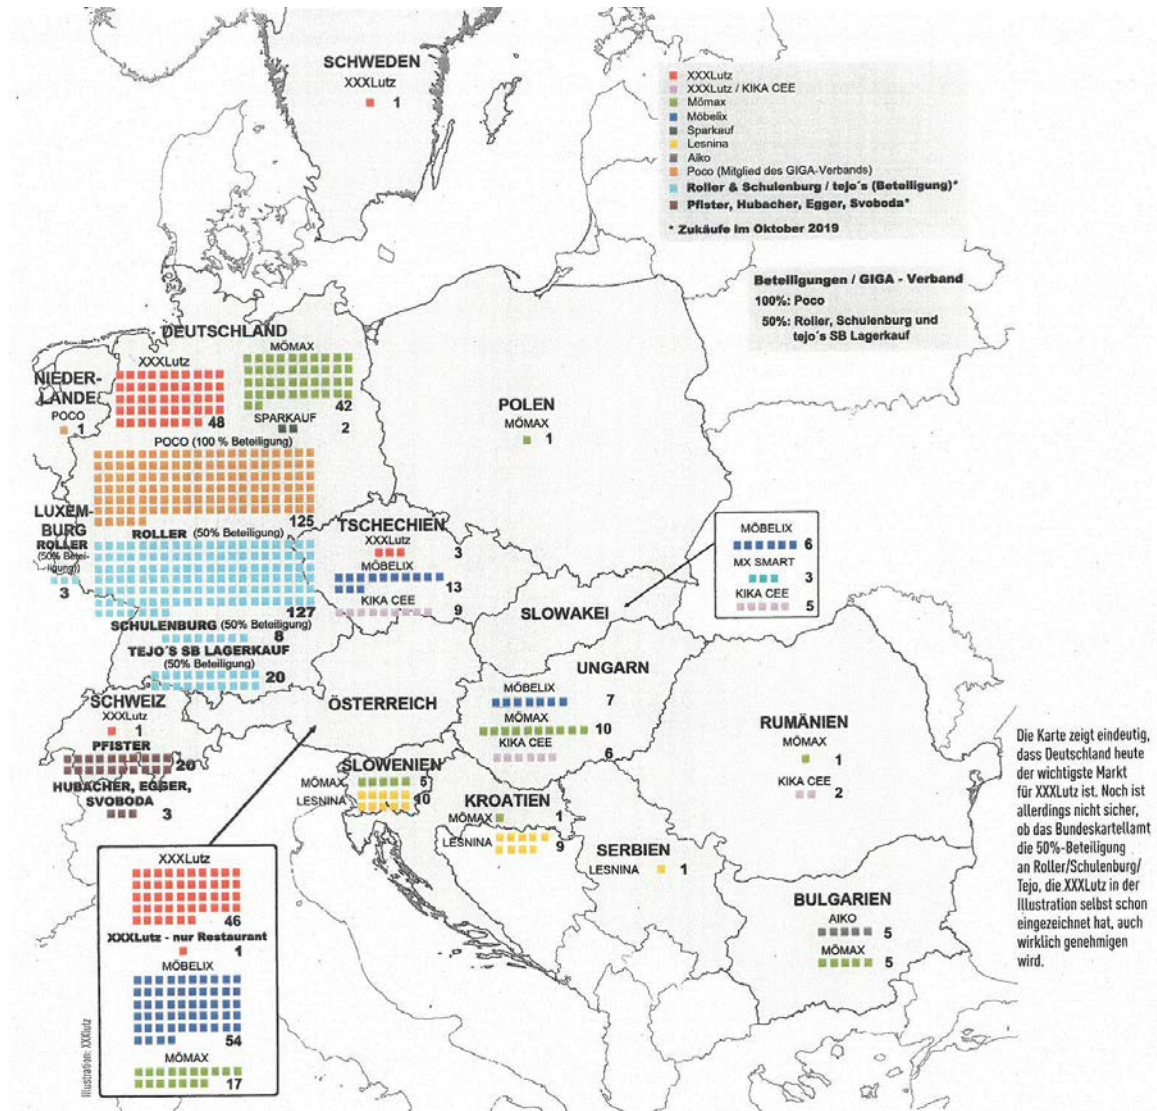 SCHWEDEN
XXXLutz
1
XXXLutz
XXXLutz / KIKA CEE
Mömax
Möbelix
Sparkauf
Lesnina
Aiko
Poco (Mitglied des GIGA-Verbands)
Roller & Schulenburg / tejo´s (Beteiligung)*
Pfister, Hubacher, Egger, Svoboda*
* Zukäufe im Oktober 2019
Beteiligungen / GIGA - Verband
100%: Poco
50%: Roller, Schulenburg und
tejo´s SB Lagerkauf
DEUTSCHLAND
XXXLutz
48
MÖMAX
42
SPARKAUF
2
POCO (100 % Beteiligung)
125
ROLLER (50% Beteiligung)
127
SCHULENBURG (50% Beteiligung)
8
TEJO´S SB LAGERKAUF
(50% Beteiligung)
20
NIEDER-
LANDE
POCO
1
LUXEM-
BURG
ROLLER
(50% Betei-
ligung))
3
POLEN
MÖMAX
1
TSCHECHIEN
XXXLutz
3
MÖBELIX
13
KIKA CEE
9
SLOWAKEI
MÖBELIX
6
MX SMART
3
KIKA CEE
5
UNGARN
MÖBELIX
7
MÖMAX
10
KIKA CEE
6
ÖSTERREICH
SCHWEIZ
XXXLutz
1
PFISTER
20
HUBACHER, EGGER,
SVOBODA
3
SLOWENIEN
MÖMAX
LESNINA
10
KROATIEN
MÖMAX
1
LESNINA
9
SERBIEN
LESNINA 1
RUMÄNIEN
MÖMAX
1
KIKA CEE
2
BULGARIEN
AIKO
5
MÖMAX
5
XXXLutz
46
XXXLutz - nur Restaurant
1
MÖBELIX
54
MÖMAX
17
Illustration: XXXlutz
Die Karte zeigt eindeutig,
dass Deutschland heute
der wichtigste Markt
für XXXLutz ist. Noch ist
allerdings nicht sicher,
ob das Bundeskartellamt
die 50%-Beteiligung
an Roller/Schulenburg/
Tejo, die XXXLutz in der
Illustration selbst schon
eingezeichnet hat, auch
wirklich genehmigen
wird.